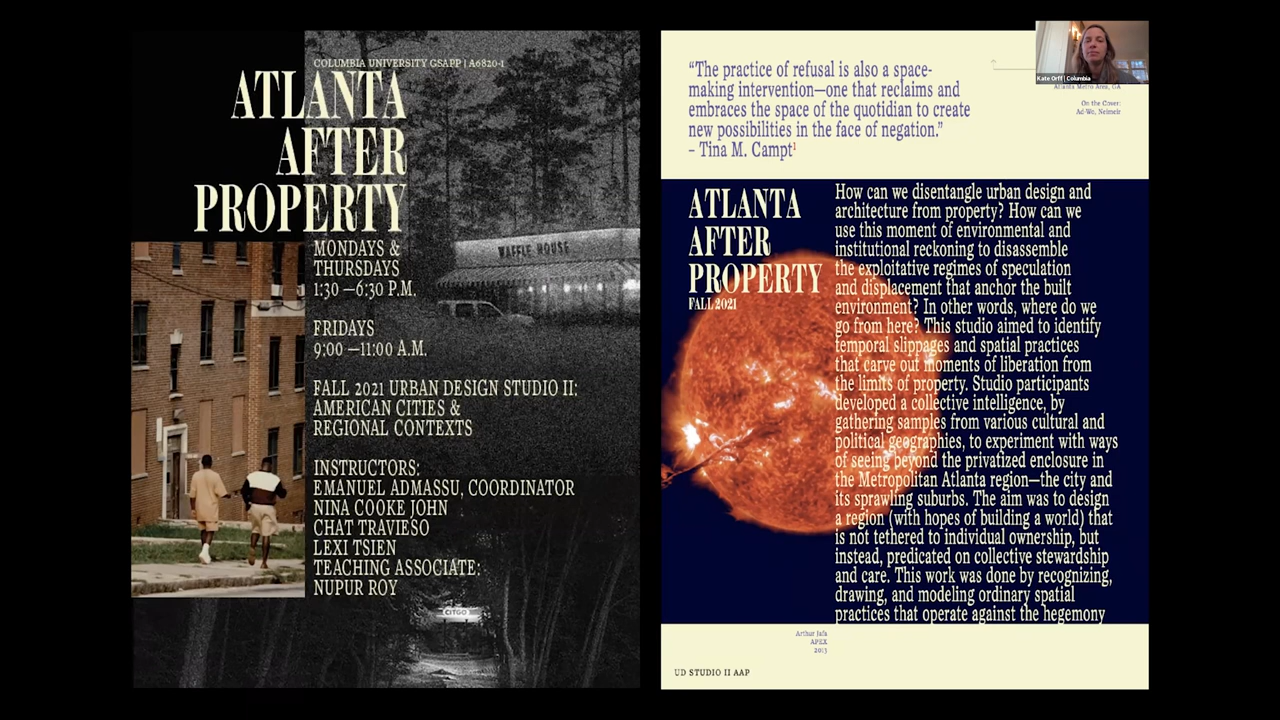 COLUMBIA UNIVERSITY GSAPP | A6820-1
ATLANTA
AFTER
PROPERTY
MONDAYS &
THURSDAYS
1:30 —6:30 P.M.
FRIDAYS
9:00 —11:00 A.M.
FALL 2021 URBAN DESIGN STUDIO II:
AMERICAN CITIES &
REGIONAL CONTEXTS
INSTRUCTORS:
EMANUEL ADMASSU, COORDINATOR
NINA COOKE JOHN
CHAT TRAVIESO
LEXI TSIEN
TEACHING ASSOCIATE:
NUPUR ROY
WAFFLE HOUSE
CITGO
“The practice of refusal is also a space-
making intervention—one that reclaims and
embraces the space of the quotidian to create
new possibilities in the face of negation.”
– Tina M. Campt¹
Kate Orff | Columbia
Atlanta Metro Area, GA
On the Cover:
Ad-Wo, Neimeir
ATLANTA
AFTER
PROPERTY
FALL 2021
How can we disentangle urban design and
architecture from property? How can we
use this moment of environmental and
institutional reckoning to disassemble
the exploitative regimes of speculation
and displacement that anchor the built
environment? In other words, where do we
go from here? This studio aimed to identify
temporal slippages and spatial practices
that carve out moments of liberation from
the limits of property. Studio participants
developed a collective intelligence, by
gathering samples from various cultural and
political geographies, to experiment with ways
of seeing beyond the privatized enclosure in
the Metropolitan Atlanta region—the city and
its sprawling suburbs. The aim was to design
a region (with hopes of building a world) that
is not tethered to individual ownership, but
instead, predicated on collective stewardship
and care. This work was done by recognizing,
drawing, and modeling ordinary spatial
practices that operate against the hegemony
Arthur Jafa
APEX
2013
UD STUDIO II AAP